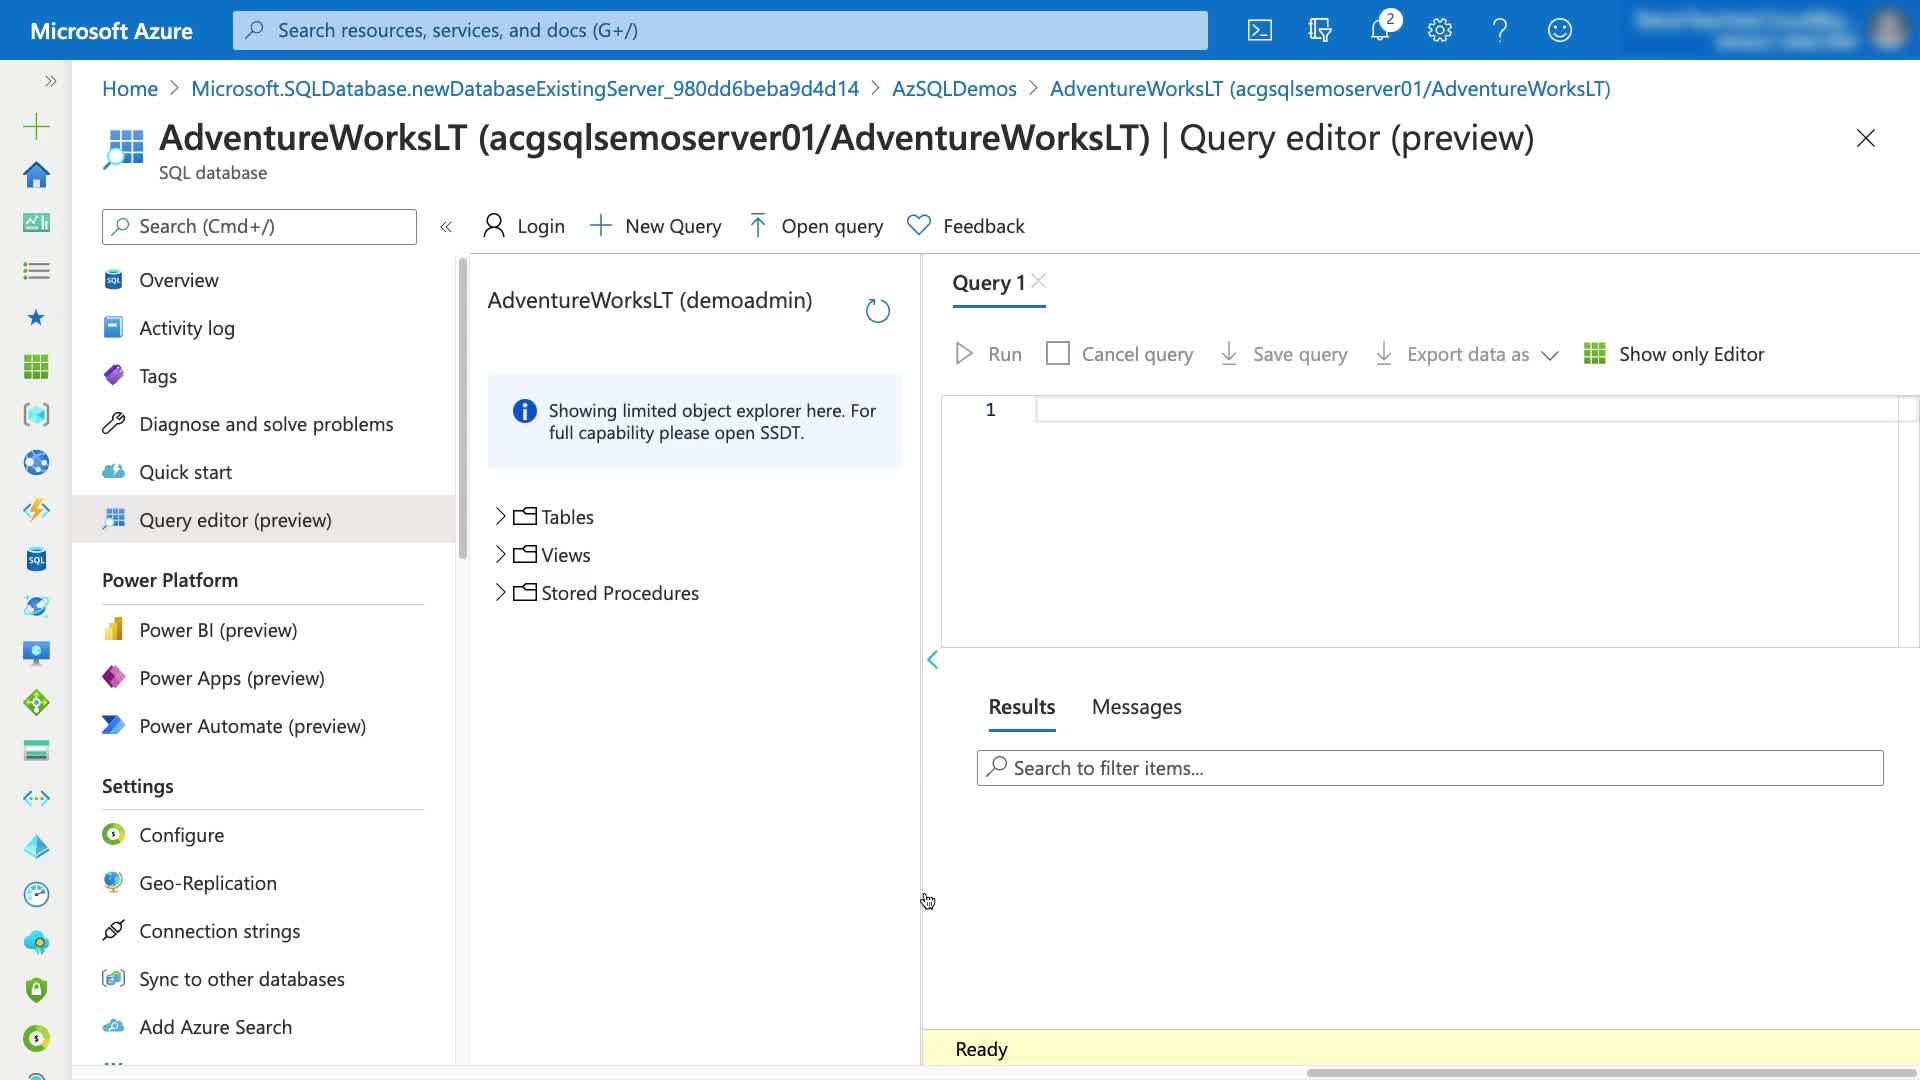 Microsoft Azure
Search resources, services, and docs (G+/)
2
Home > Microsoft.SQLDatabase.newDatabaseExistingServer_980dd6beba9d4d14 > AzSQLDemos > AdventureWorksLT (acgsqlsemoserver01/AdventureWorksLT)
AdventureWorksLT (acgsqlsemoserver01/AdventureWorksLT) | Query editor (preview)
SQL database
Search (Cmd+/)
Login
New Query
Open query
Feedback
Overview
Activity log
Tags
Diagnose and solve problems
Quick start
Query editor (preview)
Power Platform
Power BI (preview)
Power Apps (preview)
Power Automate (preview)
Settings
Configure
Geo-Replication
Connection strings
Sync to other databases
Add Azure Search
AdventureWorksLT (demoadmin)
Showing limited object explorer here. For
full capability please open SSDT.
Tables
Views
Stored Procedures
Query 1
Run
Cancel query
Save query
Export data as
Show only Editor
1
Results
Messages
Search to filter items...
Ready